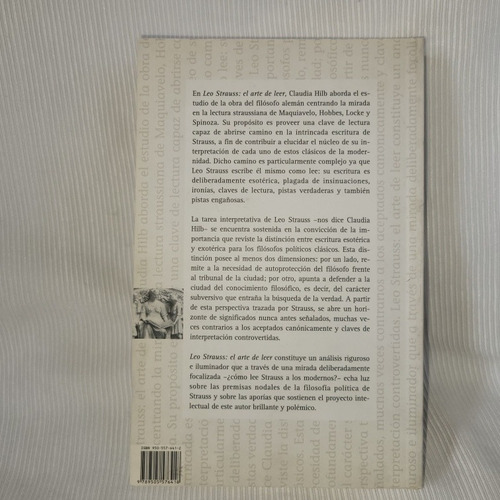 En Leo Strauss: el arte de leer, Claudia Hilb aborda el es-
tudio de la obra del filósofo alemán centrando la mirada
en la lectura straussiana de Maquiavelo, Hobbes, Locke y
Spinoza. Su propósito es proveer una clave de lectura
capaz de abrirse camino en la intrincada escritura de
Strauss, a fin de contribuir a elucidar el núcleo de su in-
terpretación de cada uno de estos clásicos de la moder-
nidad. Dicho camino es particularmente complejo ya que
Leo Strauss escribe él mismo como lee: su escritura es
deliberadamente esotérica, plagada de insinuaciones,
ironías, claves de lectura, pistas verdaderas y también
pistas engañosas.
La tarea interpretativa de Leo Strauss –nos dice Claudia
Hilb– se encuentra sostenida en la convicción de la im-
portancia que reviste la distinción entre escritura esotérica
y exotérica para los filósofos políticos clásicos. Esta dis-
tinción posee al menos dos dimensiones: por un lado, re-
mite a la necesidad de autoprotección del filósofo frente
al tribunal de la ciudad; por otro, apunta a defender a la
ciudad del conocimiento filosófico, es decir, del carácter
subversivo que entraña la búsqueda de la verdad. A partir
de esta perspectiva trazada por Strauss, se abre un hori-
zonte de significados nunca antes señalados, muchas ve-
ces contrarios a los aceptados canónicamente y claves de
interpretación controvertidas.
Leo Strauss: el arte de leer constituye un análisis riguroso
e iluminador que a través de una mirada deliberadamente
focalizada –¿cómo lee Strauss a los modernos?– echa luz
sobre las premisas nodales de la filosofía política de
Strauss y sobre las aporías que sostienen el proyecto inte-
lectual de este autor brillante y polémico.